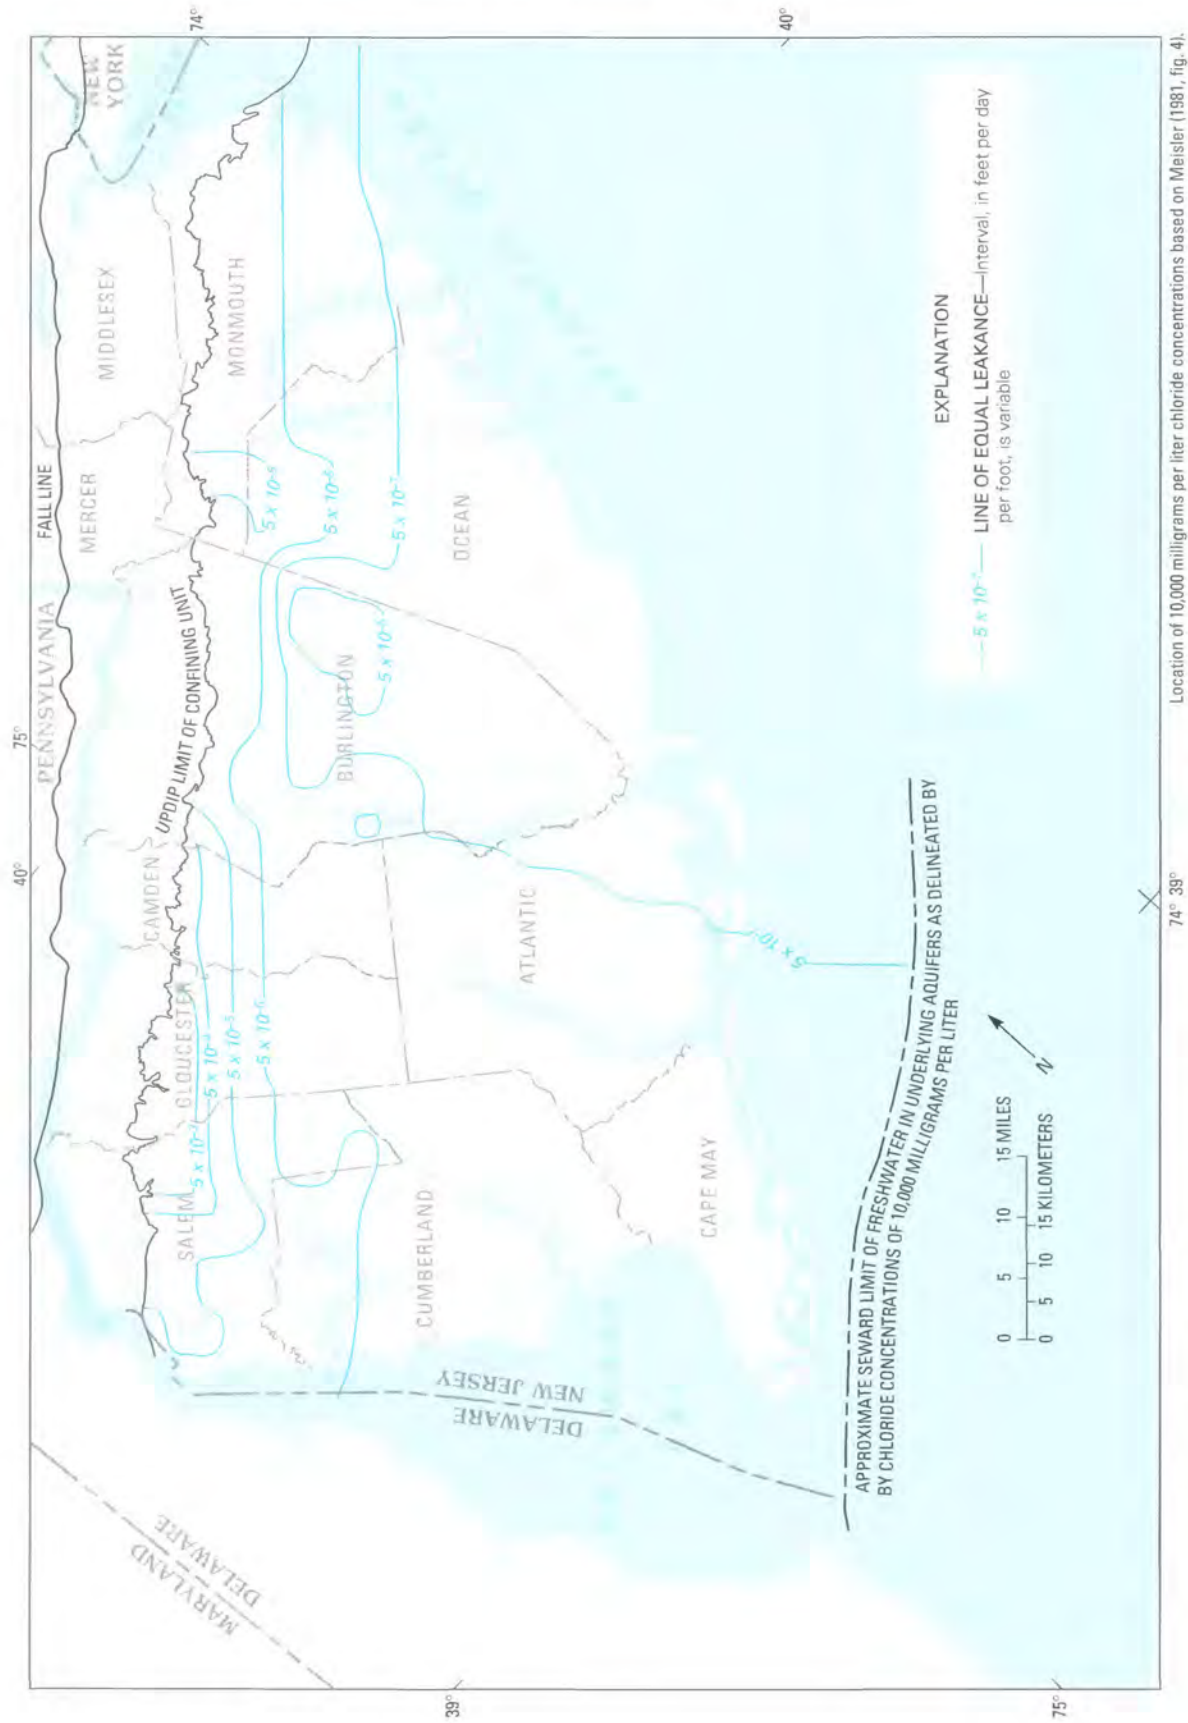 75°
40°
74°
40°
39°
75°
74° 39°
PENNSYLVANIA
FALL LINE
NEW
YORK
MIDDLESEX
MERCER
MONMOUTH
UPDIP LIMIT OF CONFINING UNIT
CAMDEN
GLOUCESTER
SALEM
BURLINGTON
OCEAN
ATLANTIC
CUMBERLAND
CAPE MAY
NEW JERSEY
DELAWARE
MARYLAND
DELAWARE
5 x 10⁻⁵
5 x 10⁻⁶
5 x 10⁻⁷
5 x 10⁻⁵
5 x 10⁻⁶
5 x 10⁻⁷
EXPLANATION
5 x 10⁻⁷ LINE OF EQUAL LEAKANCE—Interval, in feet per day
per foot, is variable
APPROXIMATE SEWARD LIMIT OF FRESHWATER IN UNDERLYING AQUIFERS AS DELINEATED BY
BY CHLORIDE CONCENTRATIONS OF 10,000 MILLIGRAMS PER LITER
N
0 5 10 15 MILES
0 5 10 15 KILOMETERS
Location of 10,000 milligrams per liter chloride concentrations based on Meisler (1981, fig. 4).